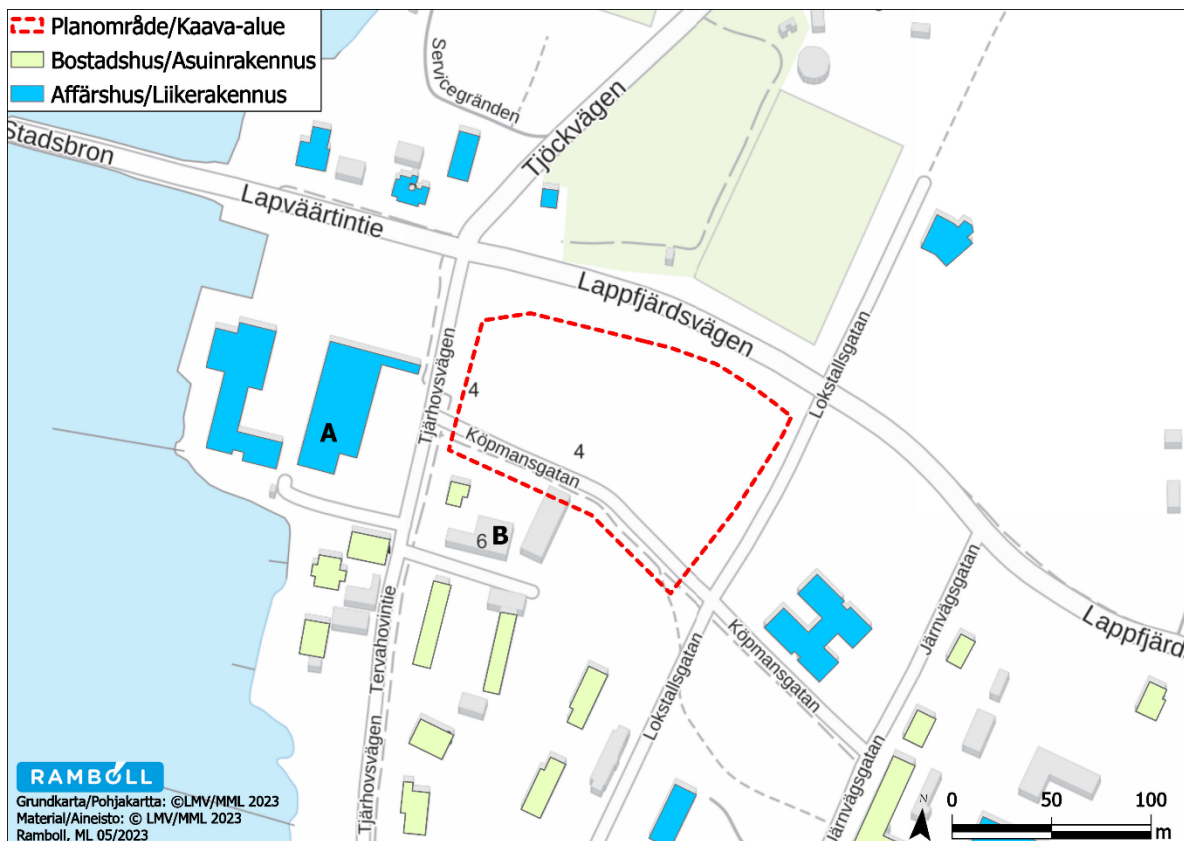 Planområde/Kaava-alue
Bostadshus/Asuinrakennus
Affärshus/Liikerakennus
Servicegränden
Tjöckvägen
Stadsbron
Lapväärtintie
Lappfjärdsvägen
Lokstallsgatan
Tjärhovsvägen
4
4
Köpmansgatan
A
6 B
Tervahovintie
Tjärhovsvägen
Lokstallsgatan
Köpmansgatan
Järnvägsgatan
Lappfjärds
Järnvägsgatan
RAMBOLL
Grundkarta/Pohjakartta: ©LMV/MML 2023
Material/Aineisto: © LMV/MML 2023
Ramboll, ML 05/2023
N
0 50 100
m